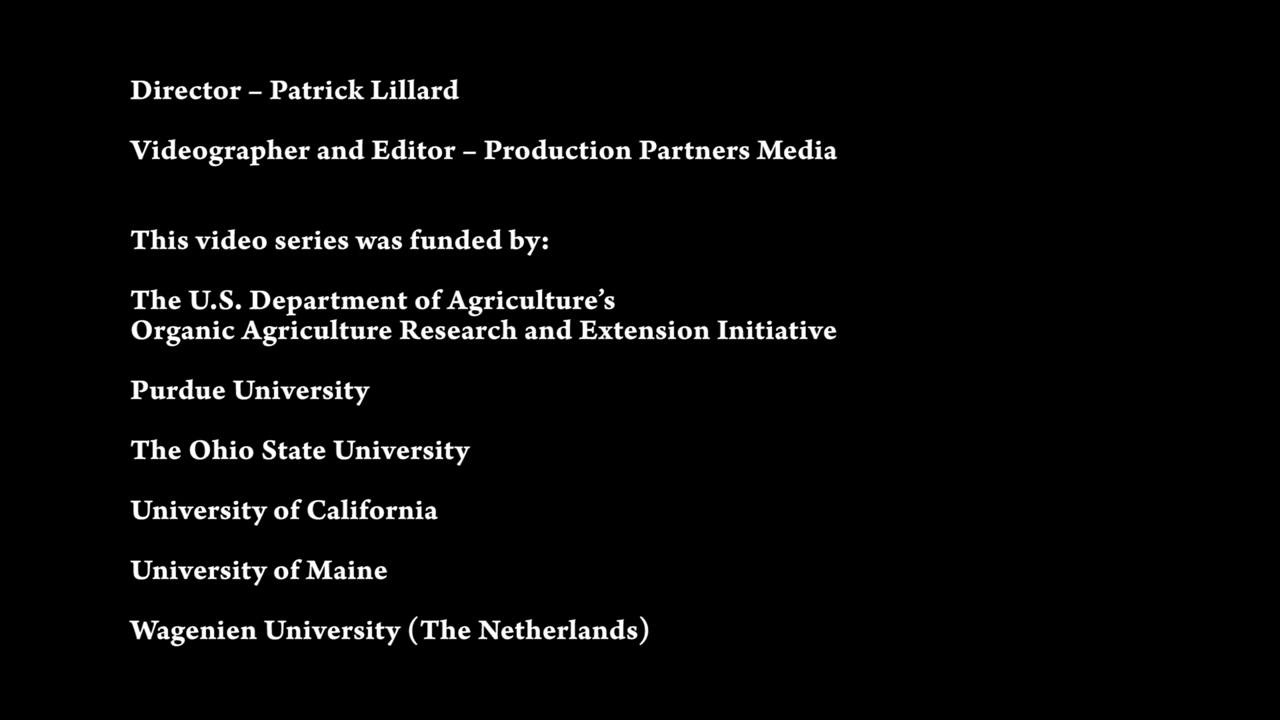 Director – Patrick Lillard
Videographer and Editor – Production Partners Media
This video series was funded by:
The U.S. Department of Agriculture’s
Organic Agriculture Research and Extension Initiative
Purdue University
The Ohio State University
University of California
University of Maine
Wagenien University (The Netherlands)